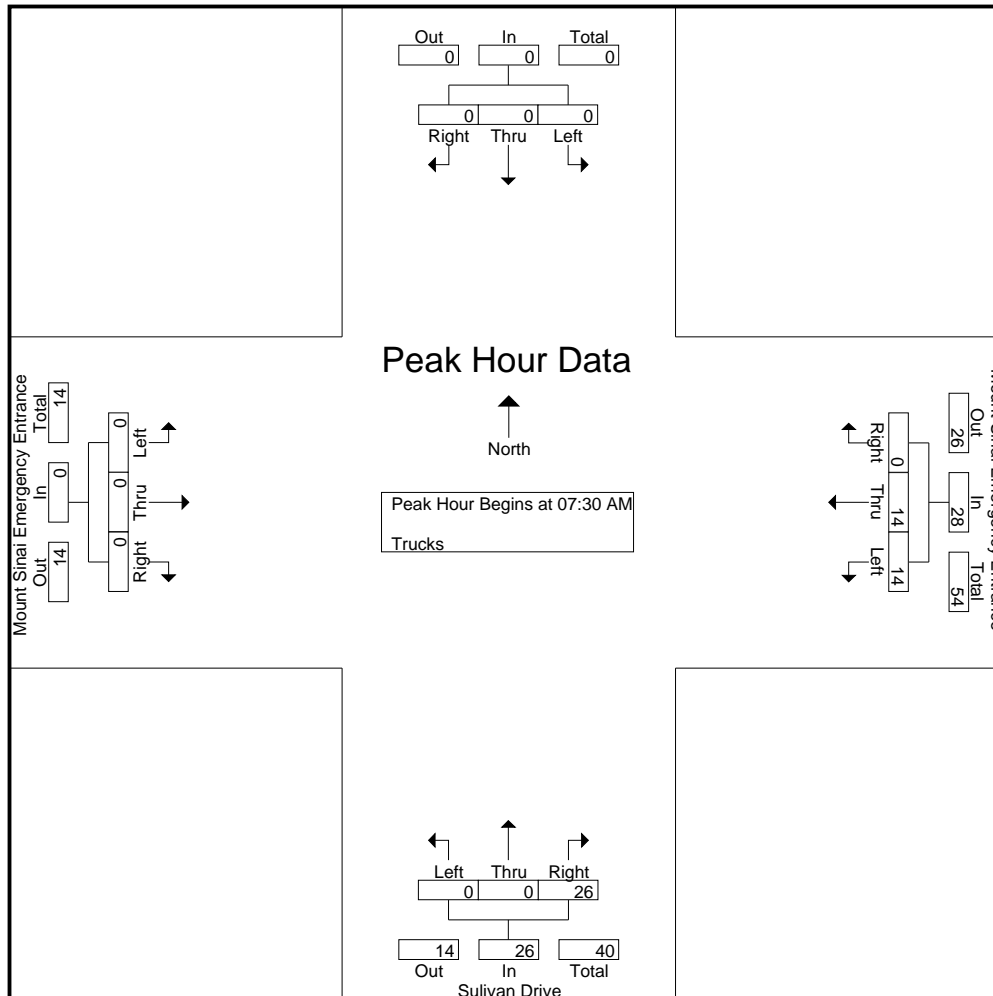 Out In Total
0 0 0
0 0 0
Right Thru Left
Peak Hour Data
North
Peak Hour Begins at 07:30 AM
Trucks
Mount Sinai Emergency Entrance
Total In Out
14 0 14
0 0 0
Left Thru Right
Right Thru Left
0 14 14
Out In Total
26 28 54
Left Thru Right
0 0 26
14 26 40
Out In Total
Sulivan Drive